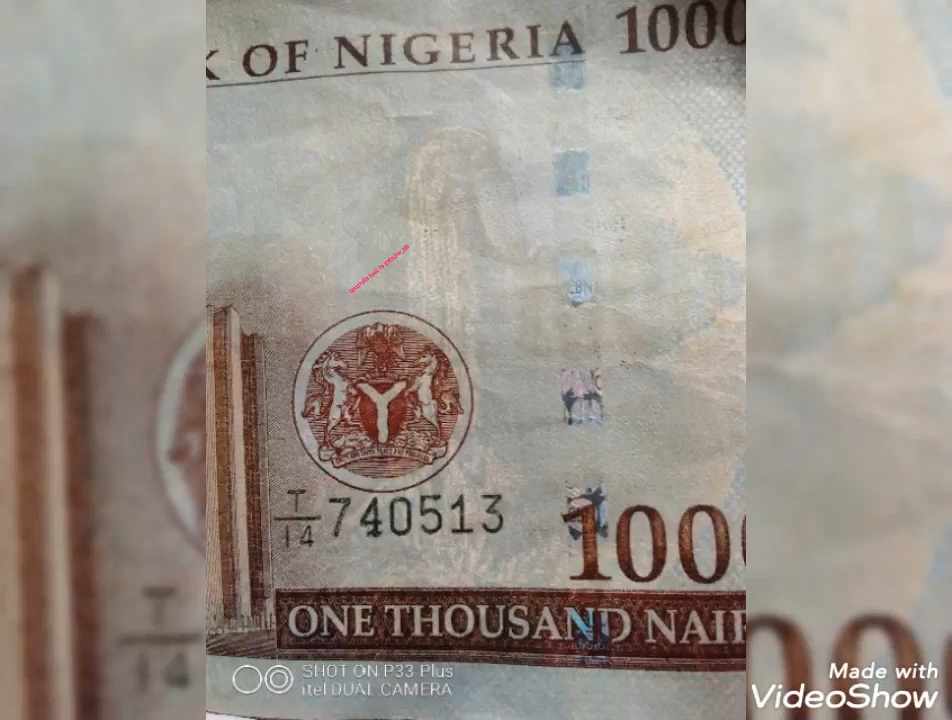 K OF NIGERIA 1000
T/14 740513
1000
ONE THOUSAND NAIR
SHOT ON P33 Plus
itel DUAL CAMERA
Made with
VideoShow